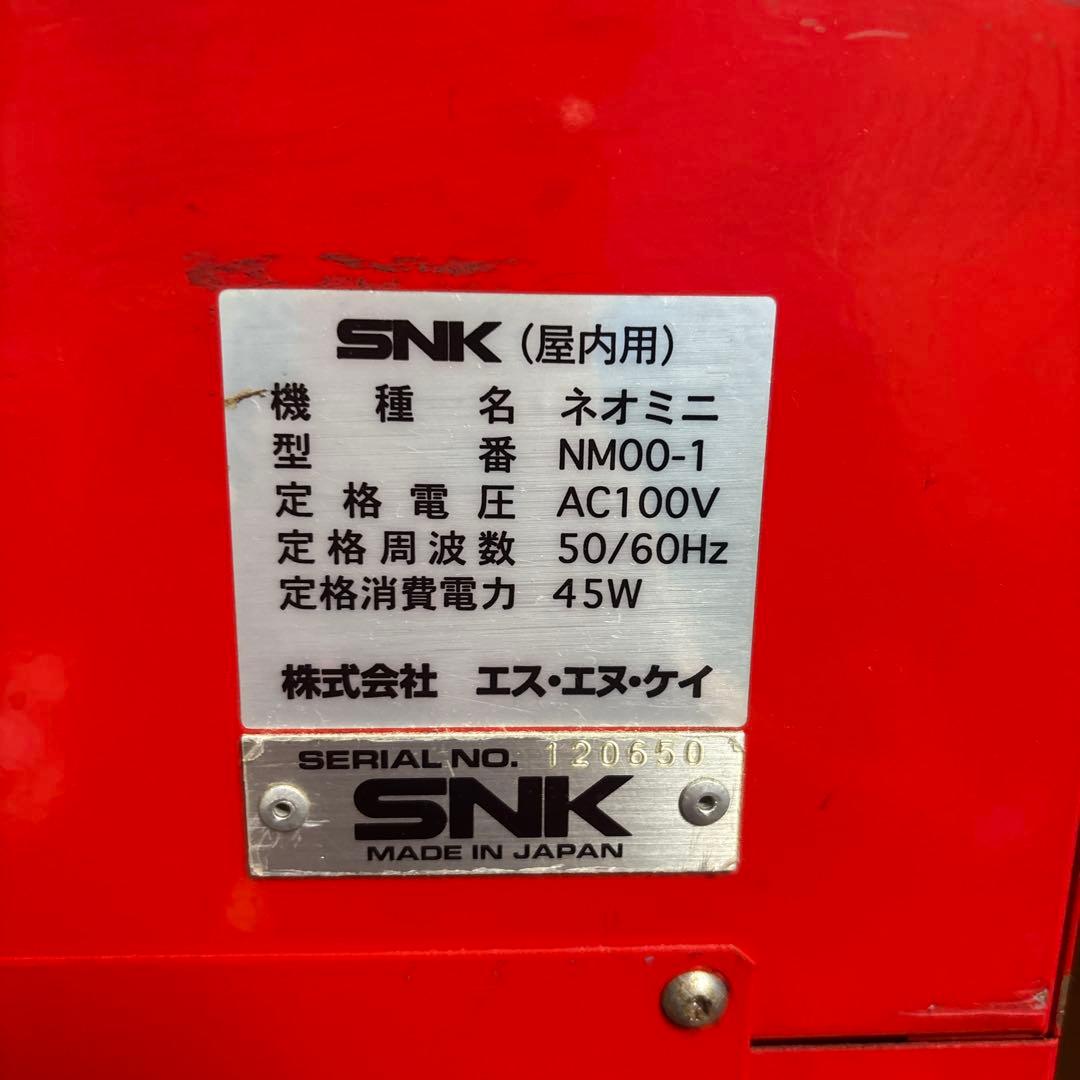 SNK (屋内用)
機種名 ネオミニ
型番 NM00-1
定格電圧 AC100V
定格周波数 50/60Hz
定格消費電力 45W
株式会社 エス・エヌ・ケイ
SERIAL NO. 120650
SNK
MADE IN JAPAN